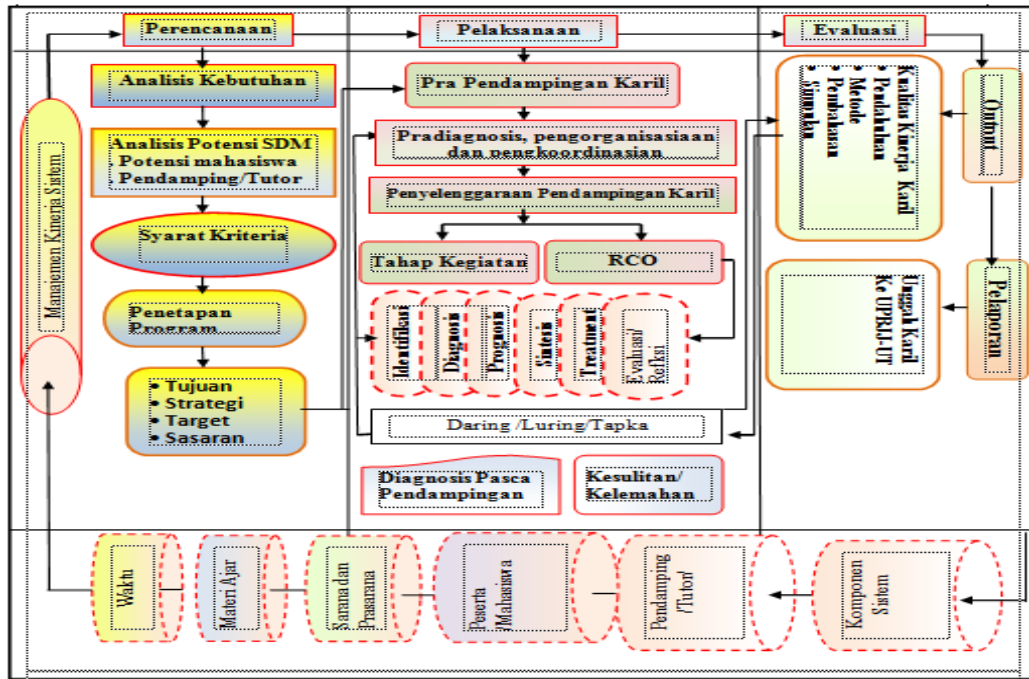 Perencanaan
Pelaksanaan
Evaluasi
Manajemen Kinerja Sistem
Analisis Kebutuhan
Analisis Potensi SDM
. Potensi mahasiswa
. Pendamping/Tutor
Syarat Kriteria
Penetapan
Program
• Tujuan
• Strategi
• Target
• Sasaran
Pra Pendampingan Karil
Pradiagnosis, pengorganisasiaan
dan pengkoordinasian
Penyelenggaraan Pendampingan Karil
Tahap Kegiatan
RCO
Identifikasi
Diagnosis
Prognosis
Sintesis
Treatment
Evaluasi/
Refksi
Daring /Luring/Tapka
Diagnosis Pasca
Pendampingan
Kesulitan/
Kelemahan
Kualitas Kinerja Karil
• Pendahuluan
• Metode
• Pembahasan
• Simpulan
Output
Unggah Karil
Ke UPBJJ-UT
Pelaporan
Waktu
Materi Ajar
Sarana dan
Prasarana
Peserta
/Mahasiswa
Pendamping
/Tutor/
Komponen
Sistem